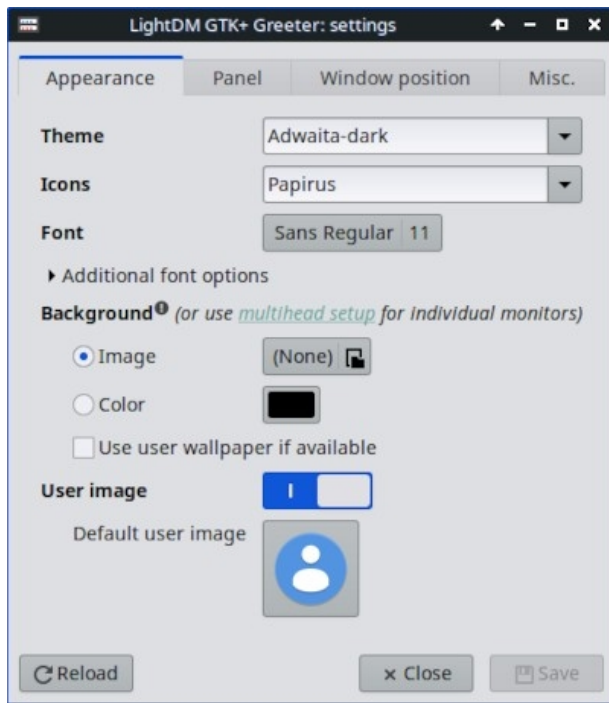 LightDM GTK+ Greeter: settings
Appearance Panel Window position Misc.
Theme Adwaita-dark
Icons Papirus
Font Sans Regular 11
Additional font options
Background (or use multihead setup for individual monitors)
Image (None)
Color
Use user wallpaper if available
User image
Default user image
Reload Close Save